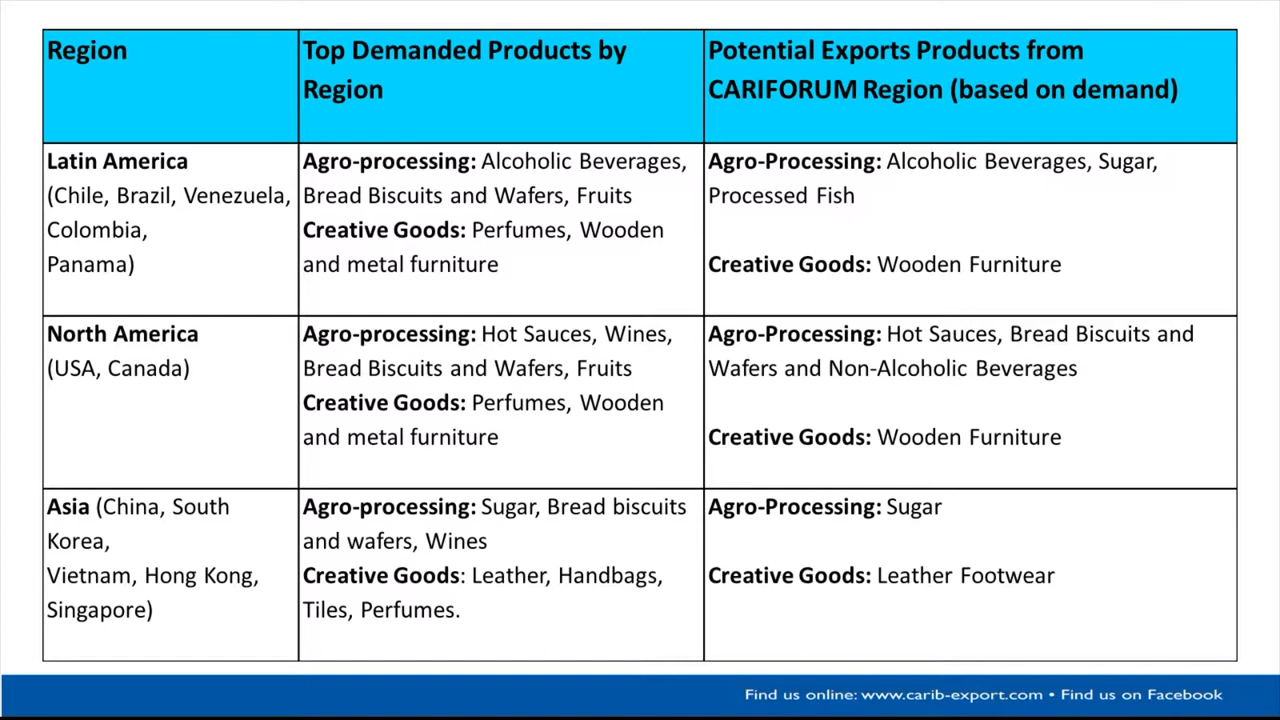 Region
Top Demanded Products by
Region
Potential Exports Products from
CARIFORUM Region (based on demand)
Latin America
(Chile, Brazil, Venezuela,
Colombia,
Panama)
Agro-processing: Alcoholic Beverages,
Bread Biscuits and Wafers, Fruits
Creative Goods: Perfumes, Wooden
and metal furniture
Agro-Processing: Alcoholic Beverages, Sugar,
Processed Fish
Creative Goods: Wooden Furniture
North America
(USA, Canada)
Agro-processing: Hot Sauces, Wines,
Bread Biscuits and Wafers, Fruits
Creative Goods: Perfumes, Wooden
and metal furniture
Agro-Processing: Hot Sauces, Bread Biscuits and
Wafers and Non-Alcoholic Beverages
Creative Goods: Wooden Furniture
Asia (China, South
Korea,
Vietnam, Hong Kong,
Singapore)
Agro-processing: Sugar, Bread biscuits
and wafers, Wines
Creative Goods: Leather, Handbags,
Tiles, Perfumes.
Agro-Processing: Sugar
Creative Goods: Leather Footwear
Find us online: www.carib-export.com • Find us on Facebook